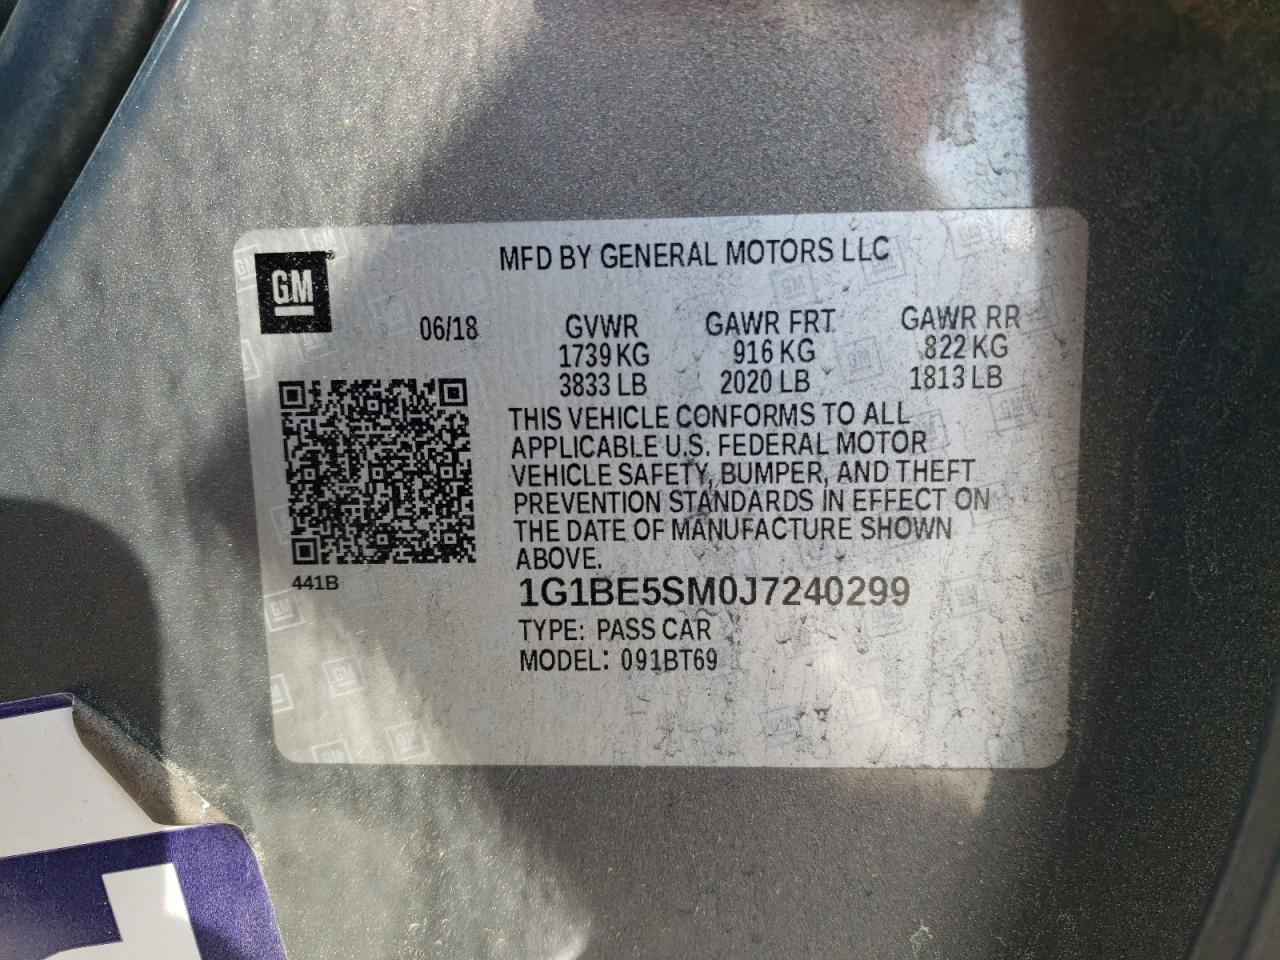 GM
MFD BY GENERAL MOTORS LLC
06/18
GVWR GAWR FRT GAWR RR
1739 KG 916 KG 822 KG
3833 LB 2020 LB 1813 LB
THIS VEHICLE CONFORMS TO ALL
APPLICABLE U.S. FEDERAL MOTOR
VEHICLE SAFETY, BUMPER, AND THEFT
PREVENTION STANDARDS IN EFFECT ON
THE DATE OF MANUFACTURE SHOWN
ABOVE.
441B
1G1BE5SM0J7240299
TYPE: PASS CAR
MODEL: 091BT69